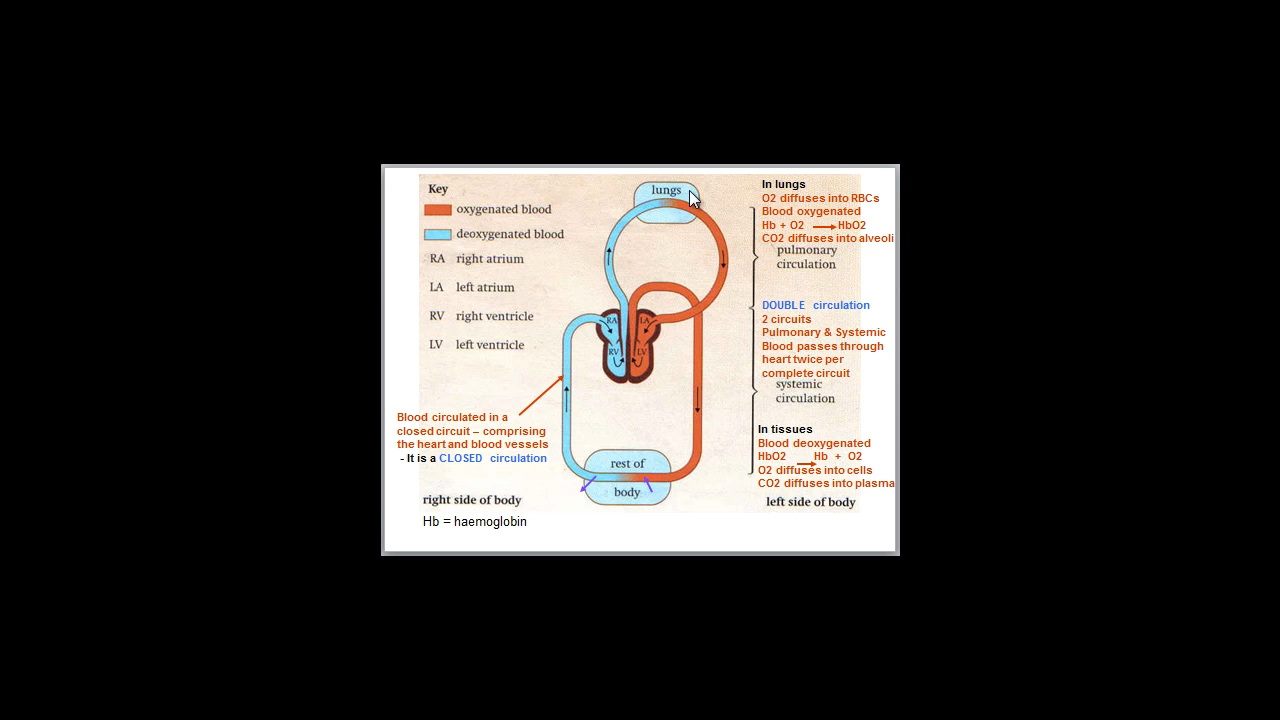 Key
oxygenated blood
deoxygenated blood
RA right atrium
LA left atrium
RV right ventricle
LV left ventricle
Blood circulated in a
closed circuit – comprising
the heart and blood vessels
- It is a CLOSED circulation
right side of body
Hb = haemoglobin
lungs
RA
LA
RV
LV
rest of
body
In lungs
O2 diffuses into RBCs
Blood oxygenated
Hb + O2 HbO2
CO2 diffuses into alveoli
pulmonary
circulation
DOUBLE circulation
2 circuits
Pulmonary & Systemic
Blood passes through
heart twice per
complete circuit
systemic
circulation
In tissues
Blood deoxygenated
HbO2 Hb + O2
O2 diffuses into cells
CO2 diffuses into plasma
left side of body